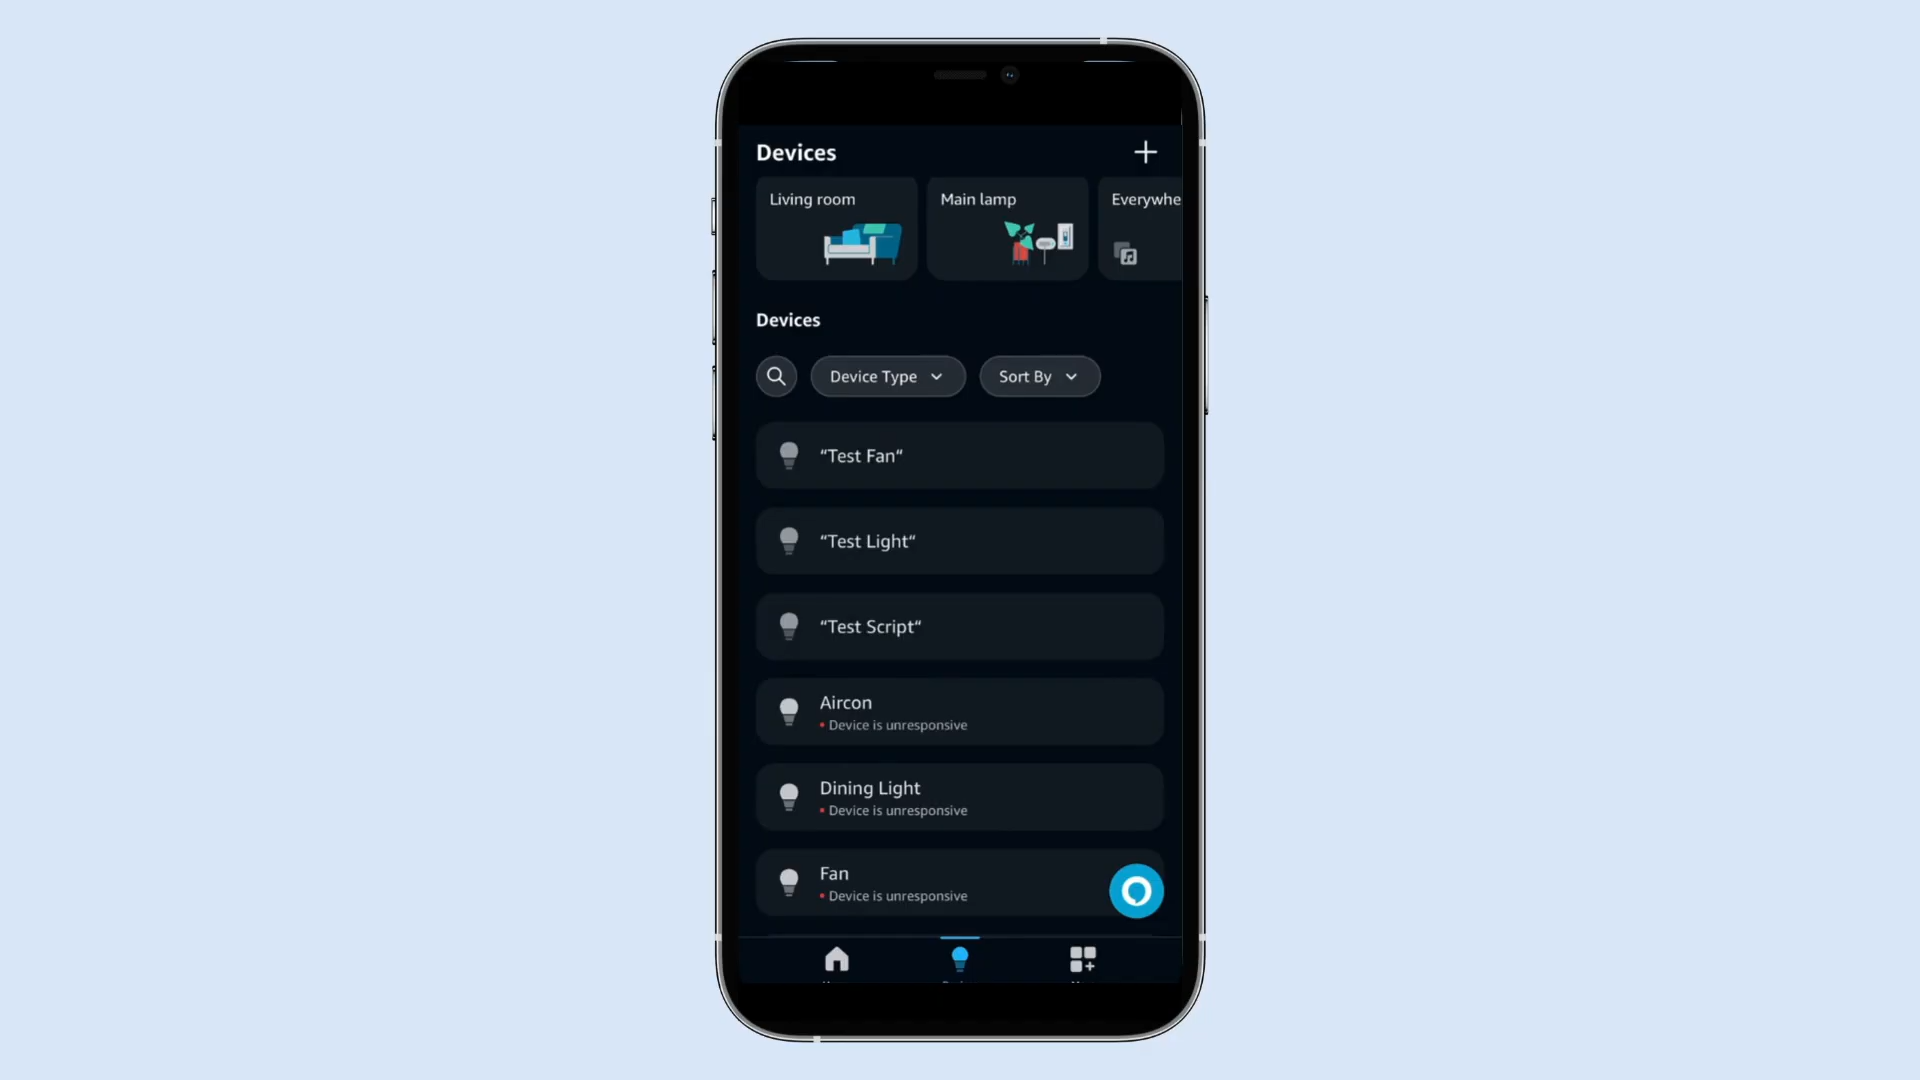 Devices
Living room
Main lamp
Everywhe
Devices
Device Type
Sort By
“Test Fan“
“Test Light“
“Test Script“
Aircon
Device is unresponsive
Dining Light
Device is unresponsive
Fan
Device is unresponsive